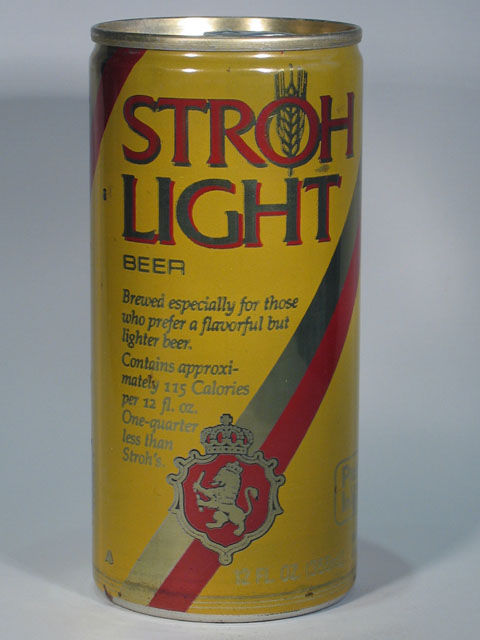 STROH
LIGHT
BEER
Brewed especially for those
who prefer a flavorful but
lighter beer.
Contains approxi-
mately 115 Calories
per 12 fl. oz.
One-quarter
less than
Stroh's.
12 FL. OZ.